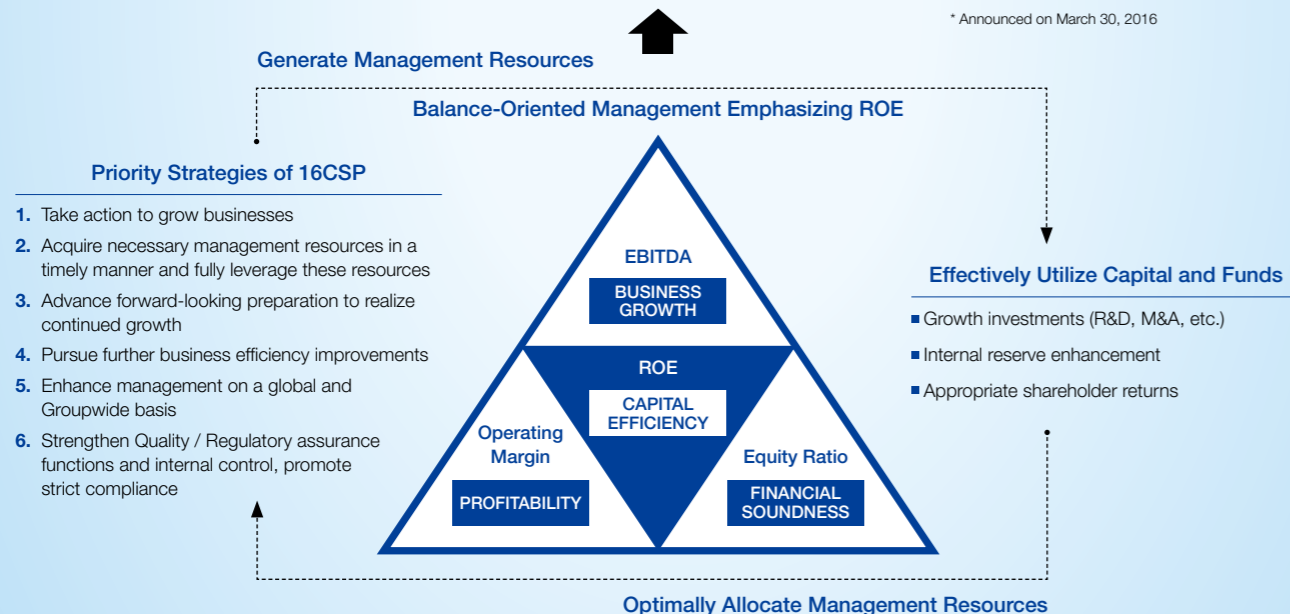 * Announced on March 30, 2016
Generate Management Resources
Balance-Oriented Management Emphasizing ROE
Priority Strategies of 16CSP
1. Take action to grow businesses
2. Acquire necessary management resources in a
timely manner and fully leverage these resources
3. Advance forward-looking preparation to realize
continued growth
4. Pursue further business efficiency improvements
5. Enhance management on a global and
Groupwide basis
6. Strengthen Quality / Regulatory assurance
functions and internal control, promote
strict compliance
EBITDA
BUSINESS
GROWTH
ROE
CAPITAL
EFFICIENCY
Operating
Margin
PROFITABILITY
Equity Ratio
FINANCIAL
SOUNDNESS
Effectively Utilize Capital and Funds
■ Growth investments (R&D, M&A, etc.)
■ Internal reserve enhancement
■ Appropriate shareholder returns
Optimally Allocate Management Resources